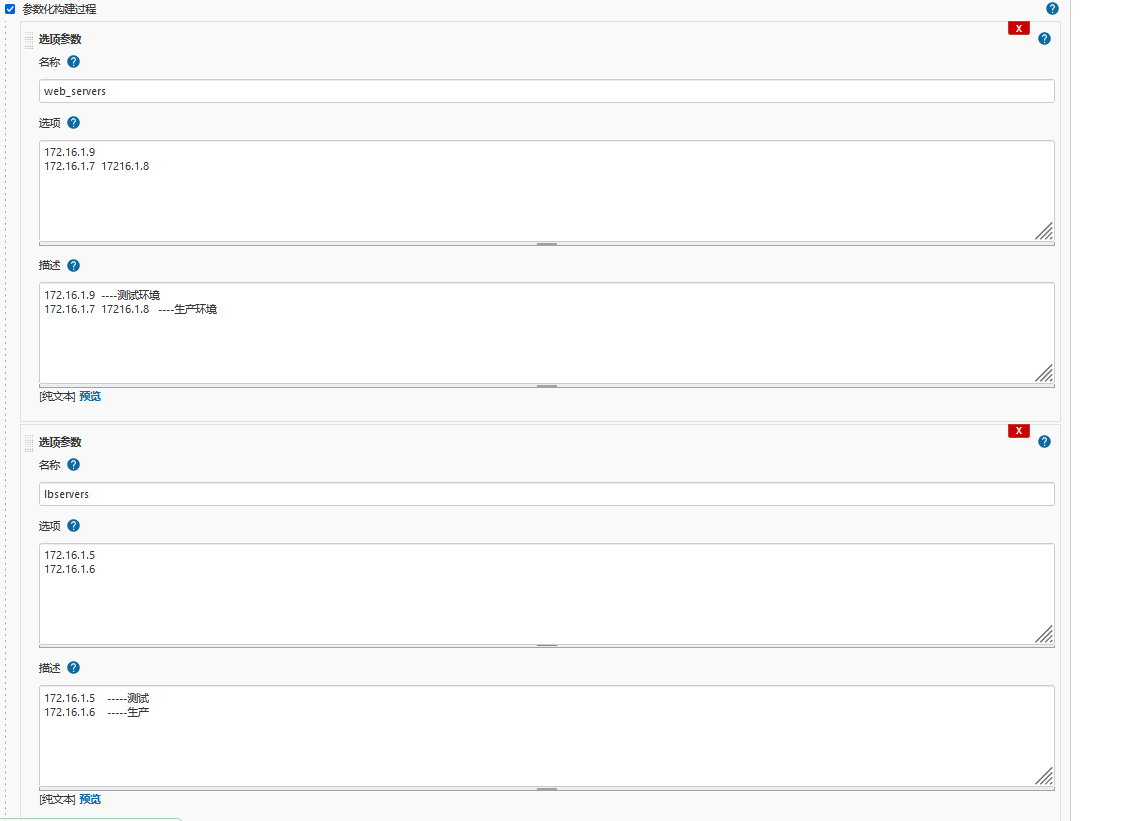 参数化构建过程
选项参数
X
名称
web_servers
选项
172.16.1.9
172.16.1.7  17216.1.8
描述
172.16.1.9  ----测试环境
172.16.1.7  17216.1.8   ----生产环境
[纯文本] 预览
选项参数
X
名称
lbservers
选项
172.16.1.5
172.16.1.6
描述
172.16.1.5    -----测试
172.16.1.6    -----生产
[纯文本] 预览